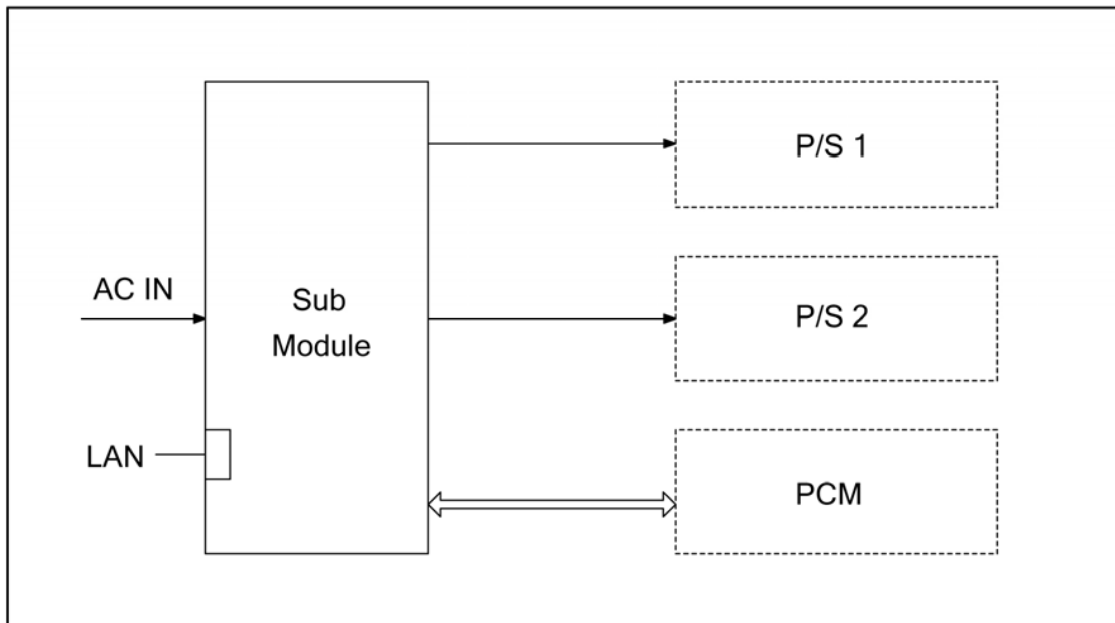 P/S 1
AC IN
Sub
Module
P/S 2
LAN
PCM